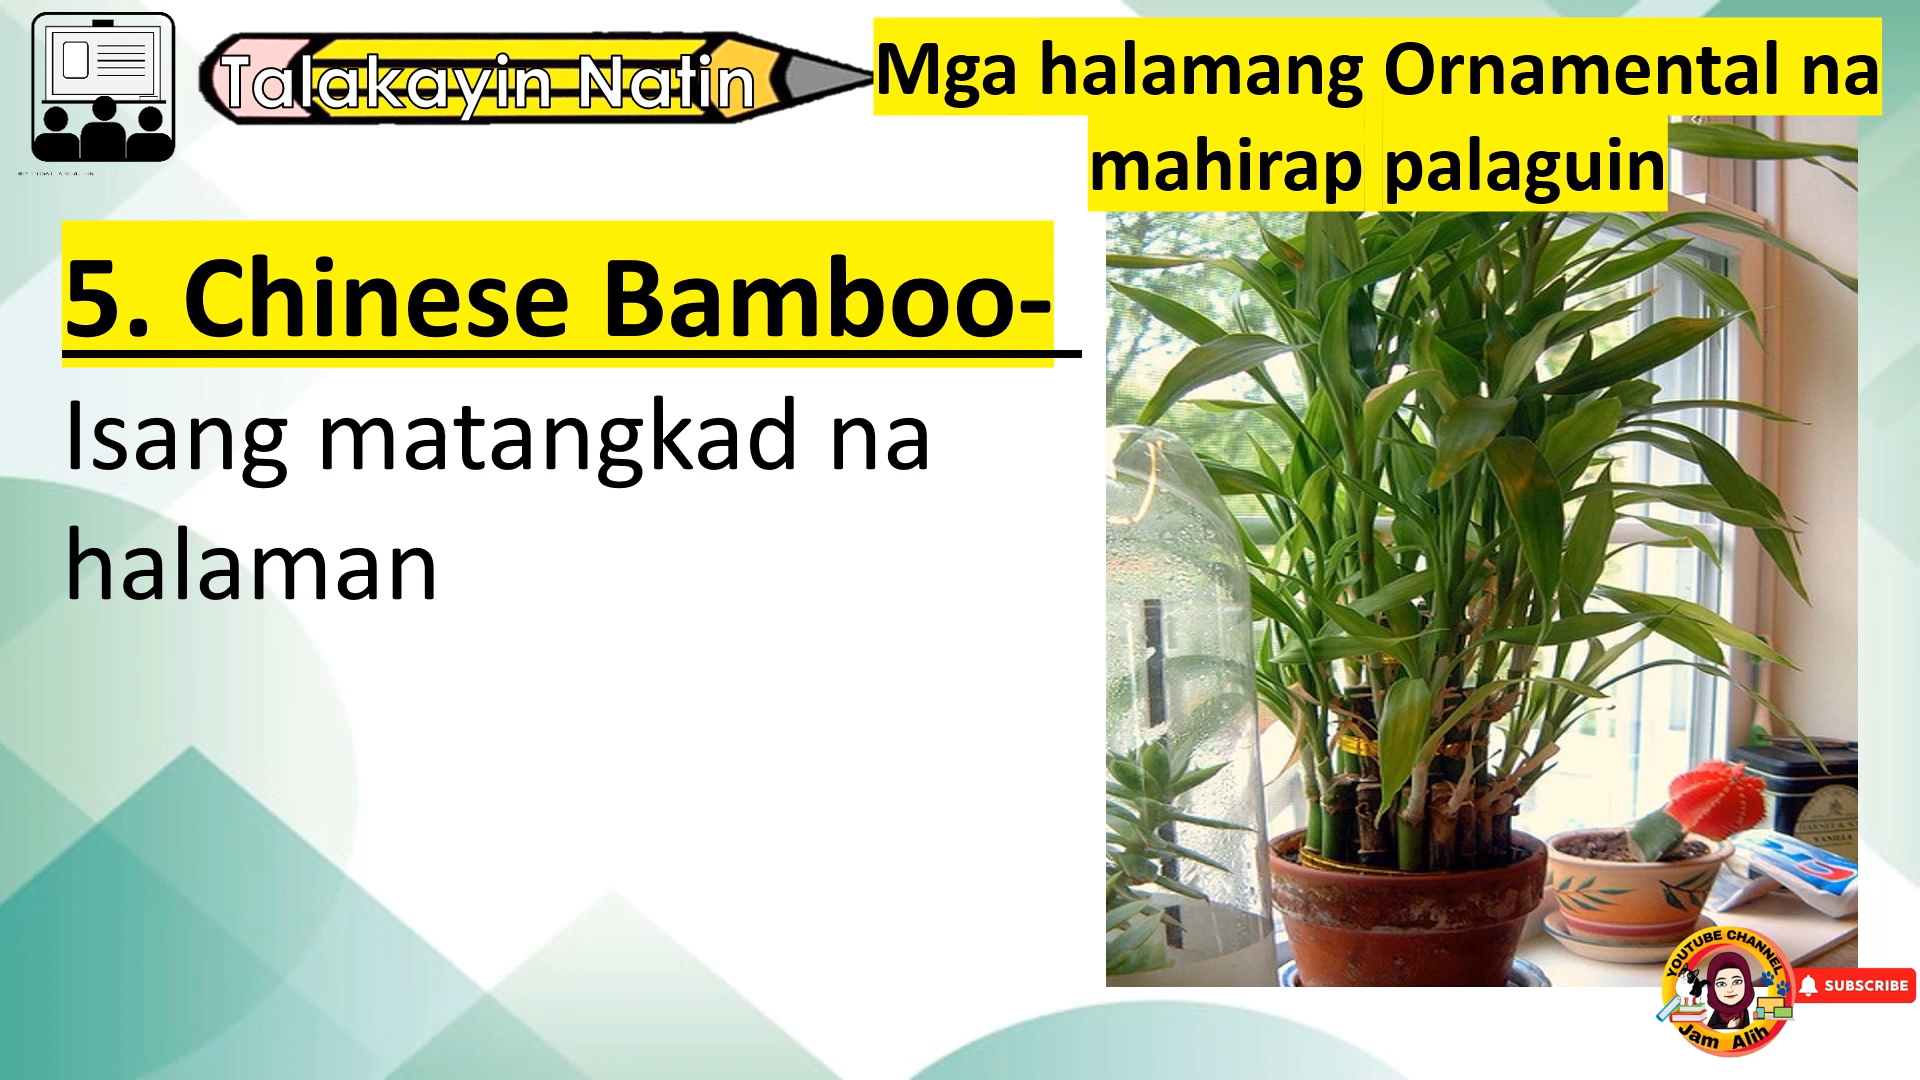 Talakayin Natin
Mga halamang Ornamental na
mahirap palaguin
5. Chinese Bamboo-
Isang matangkad na
halaman
YOUTUBE CHANNEL
Jam Alih
SUBSCRIBE